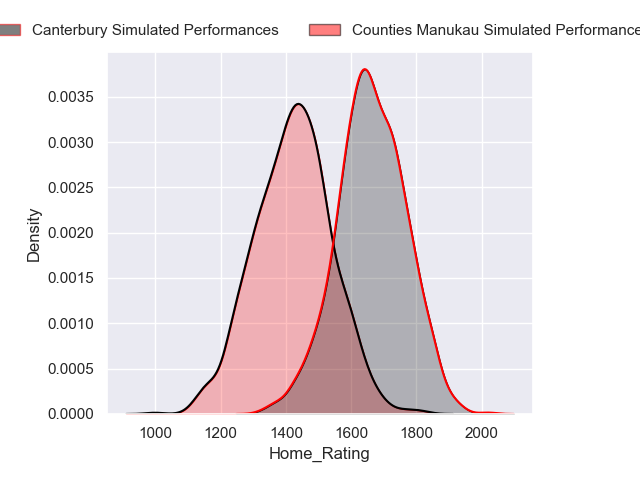 Canterbury Simulated Performances
Counties Manukau Simulated Performance
0.0035
0.0030
0.0025
0.0020
0.0015
0.0010
0.0005
0.0000
Density
1000 1200 1400 1600 1800 2000
Home_Rating